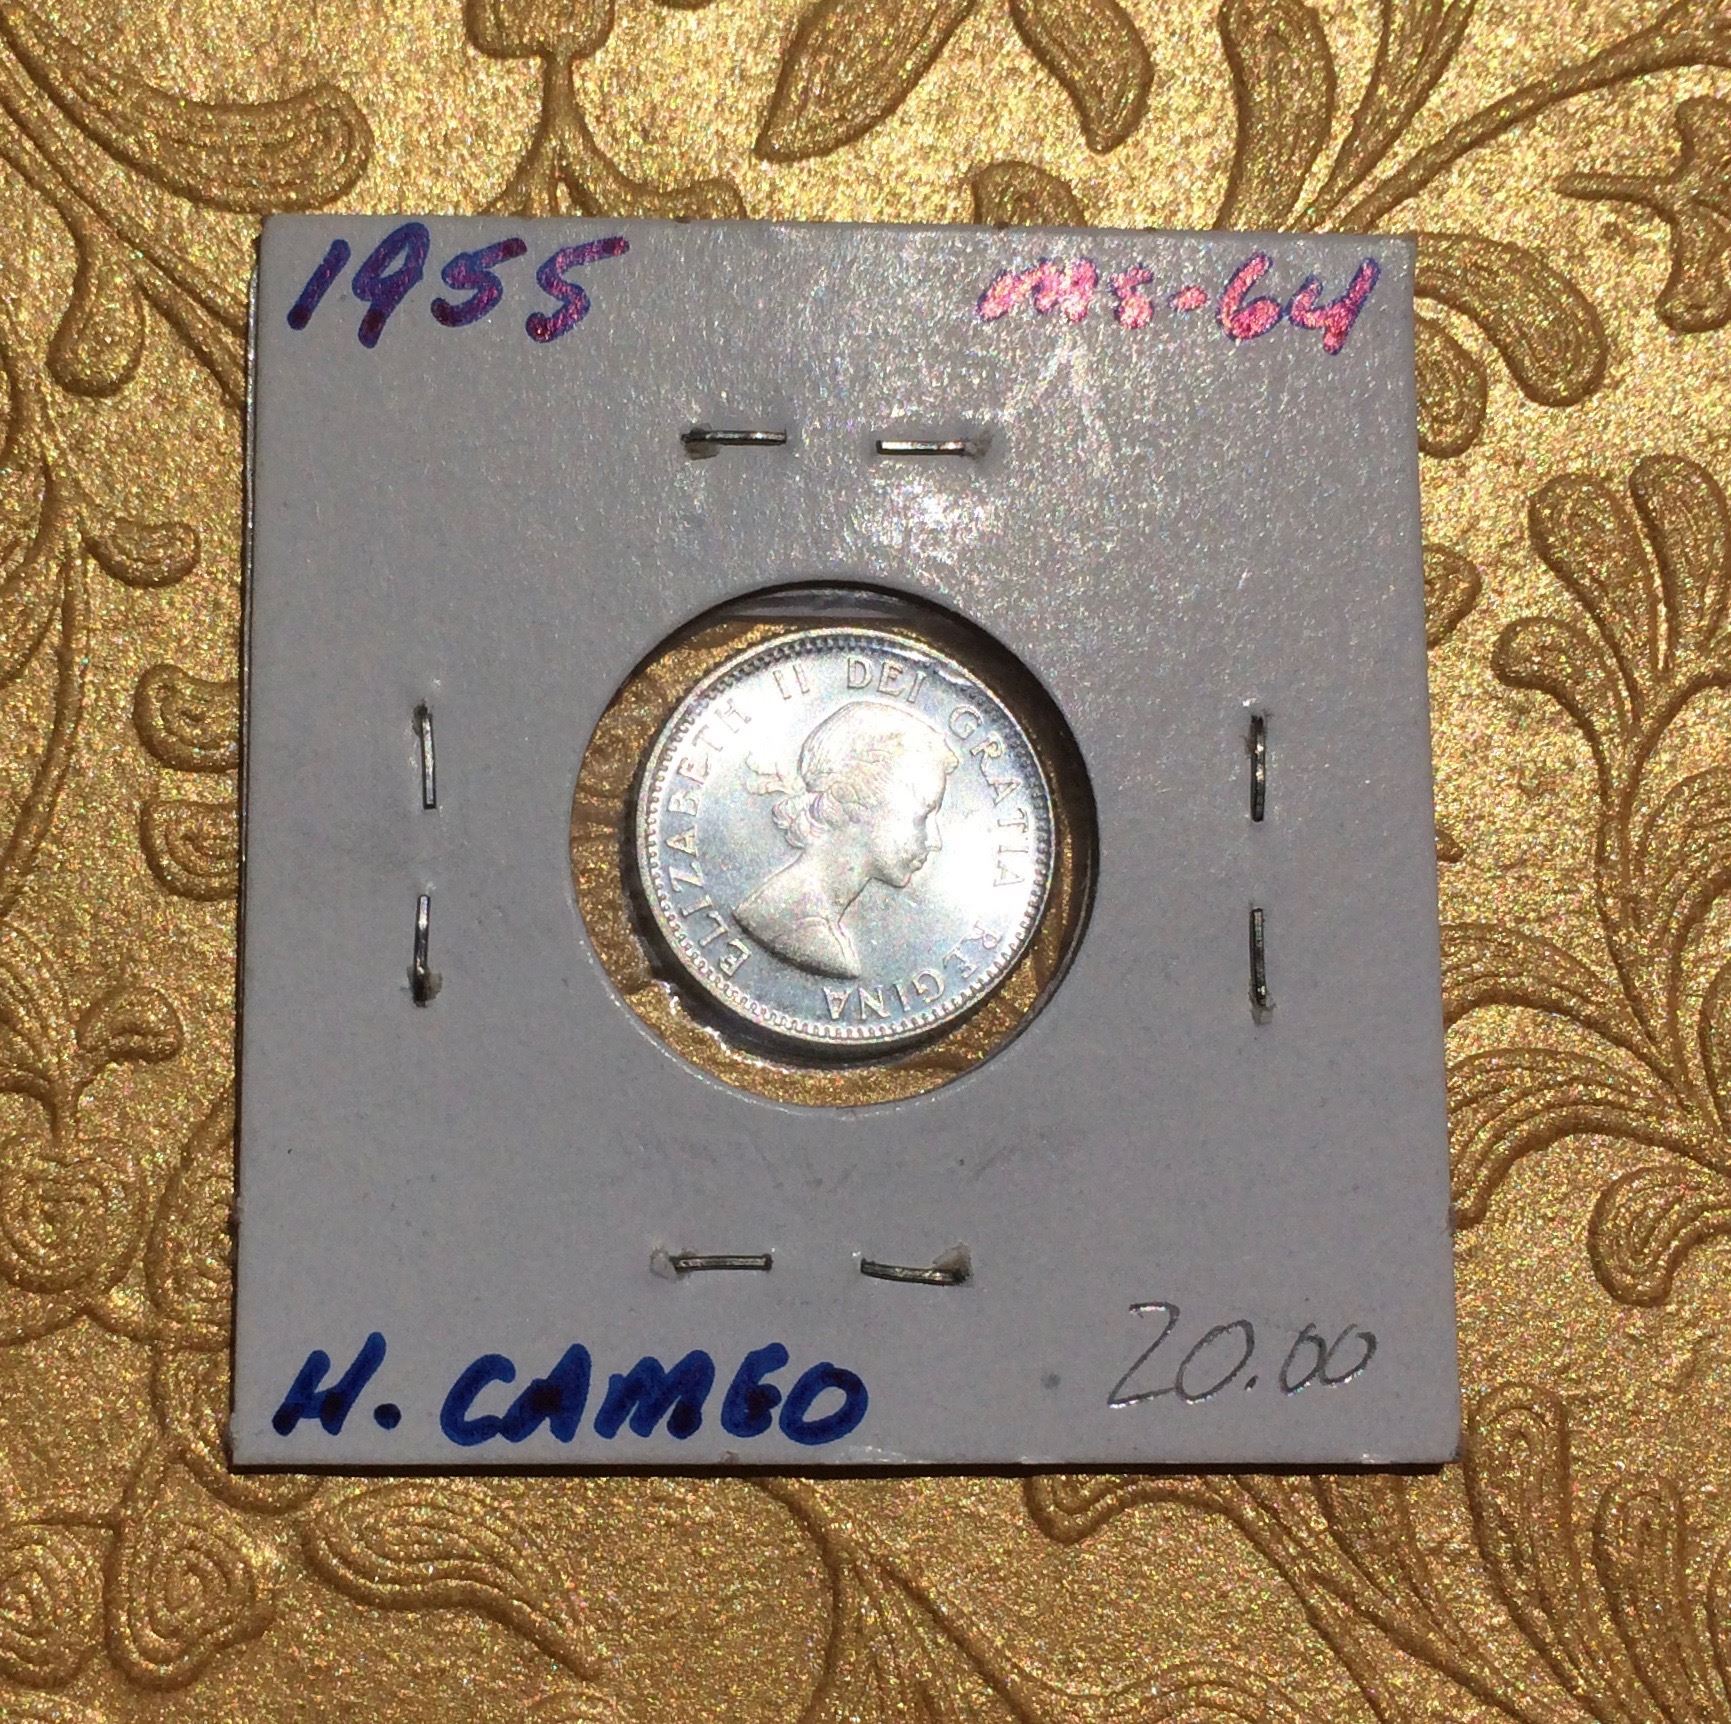 1955 MS-64
ELIZABETH II DEI GRATIA REGINA
H. CAMEO 20.00